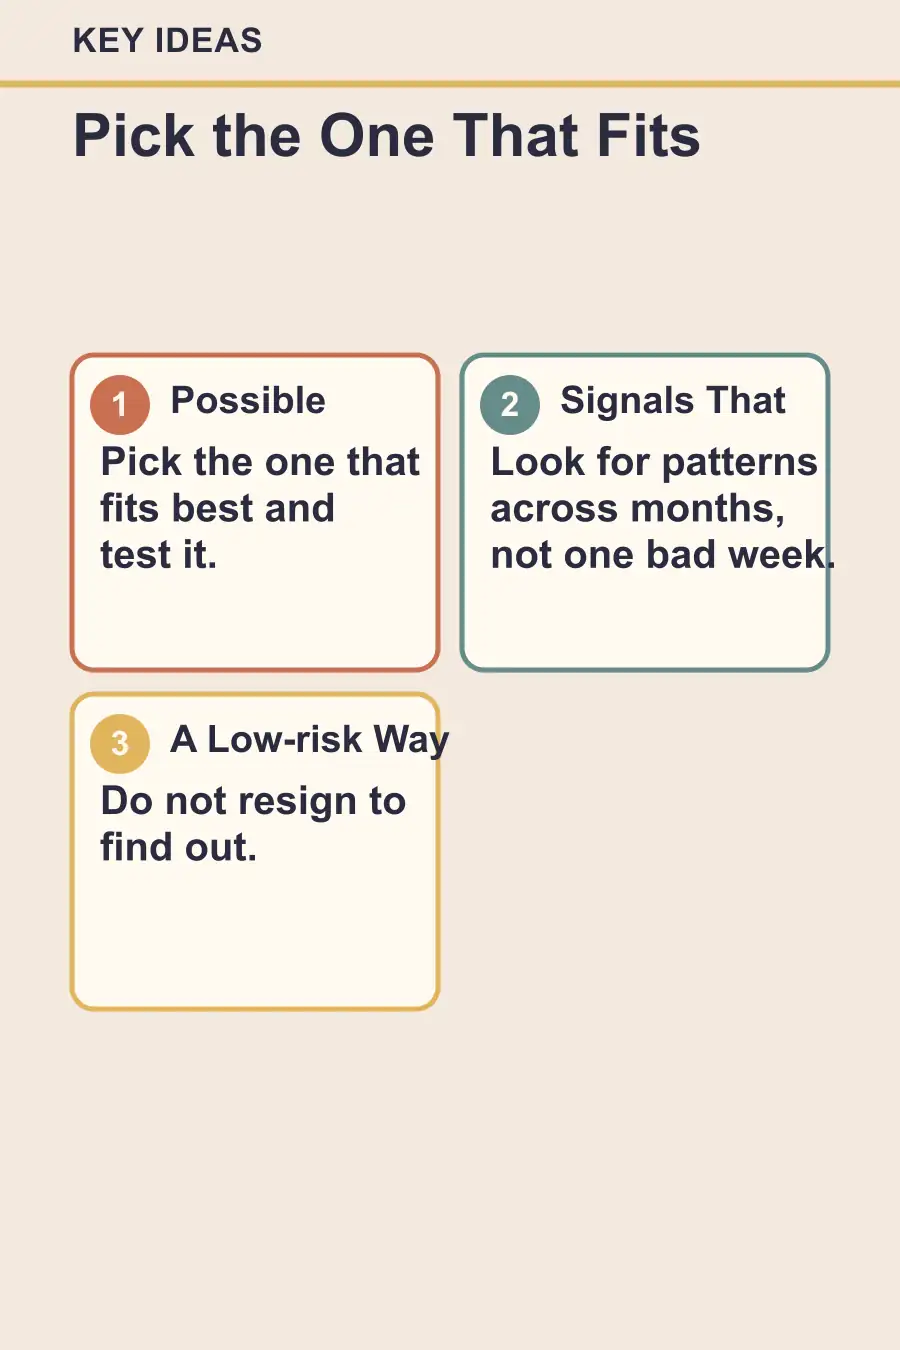 KEY IDEAS
Pick the One That Fits
1 Possible
Pick the one that
fits best and
test it.
2 Signals That
Look for patterns
across months,
not one bad week.
3 A Low-risk Way
Do not resign to
find out.